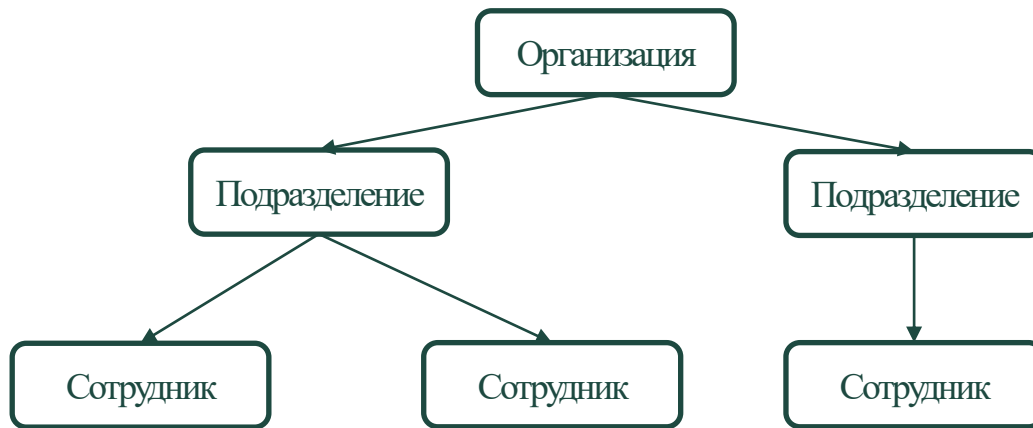 Организация
Подразделение
Подразделение
Сотрудник
Сотрудник
Сотрудник